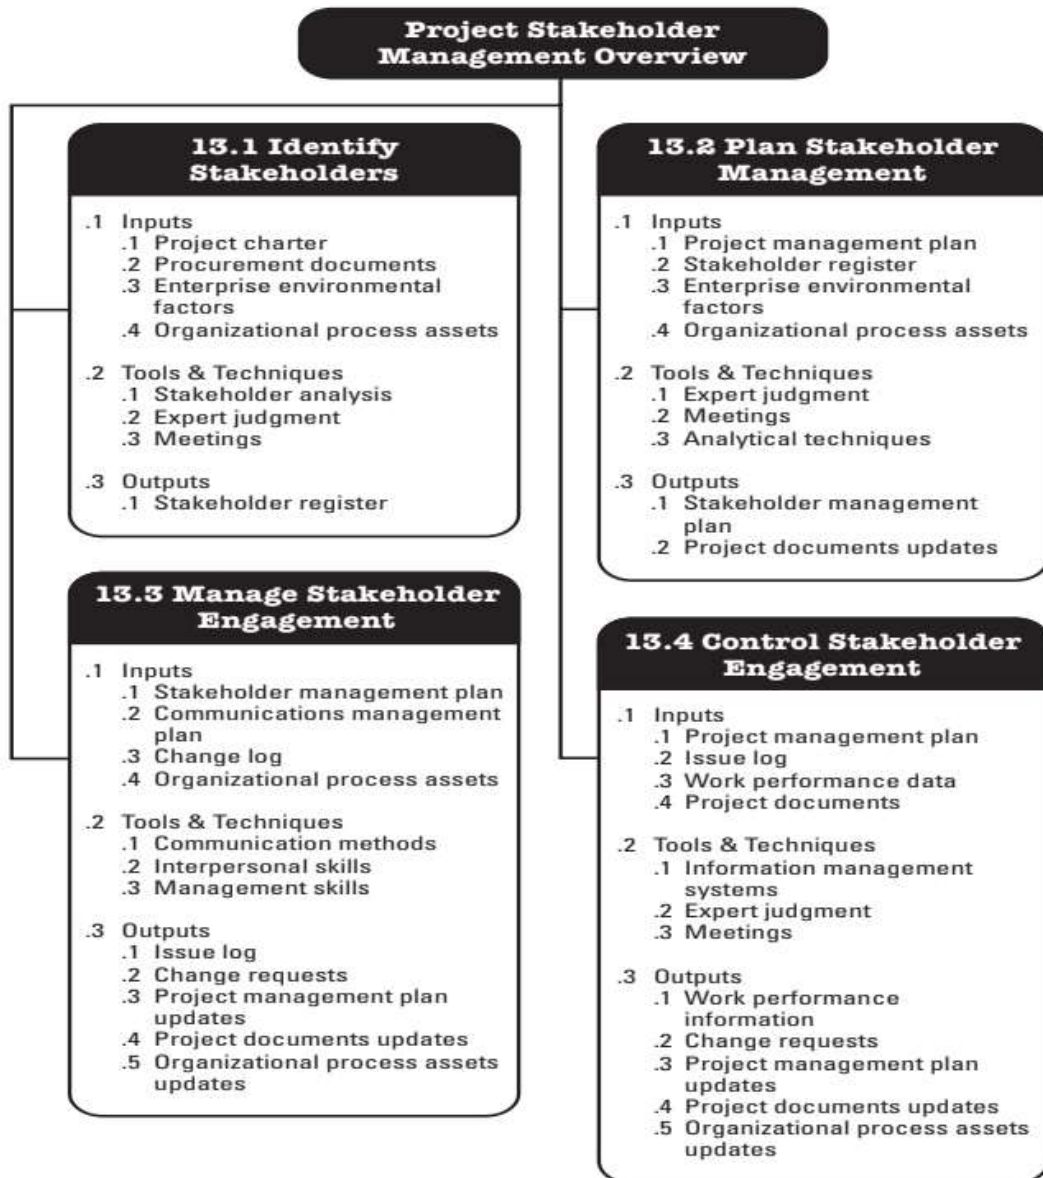 Project Stakeholder
Management Overview
13.1 Identify
Stakeholders
.1 Inputs
.1 Project charter
.2 Procurement documents
.3 Enterprise environmental
factors
.4 Organizational process assets
.2 Tools & Techniques
.1 Stakeholder analysis
.2 Expert judgment
.3 Meetings
.3 Outputs
.1 Stakeholder register
13.2 Plan Stakeholder
Management
.1 Inputs
.1 Project management plan
.2 Stakeholder register
.3 Enterprise environmental
factors
.4 Organizational process assets
.2 Tools & Techniques
.1 Expert judgment
.2 Meetings
.3 Analytical techniques
.3 Outputs
.1 Stakeholder management
plan
.2 Project documents updates
13.3 Manage Stakeholder
Engagement
.1 Inputs
.1 Stakeholder management plan
.2 Communications management
plan
.3 Change log
.4 Organizational process assets
.2 Tools & Techniques
.1 Communication methods
.2 Interpersonal skills
.3 Management skills
.3 Outputs
.1 Issue log
.2 Change requests
.3 Project management plan
updates
.4 Project documents updates
.5 Organizational process assets
updates
13.4 Control Stakeholder
Engagement
.1 Inputs
.1 Project management plan
.2 Issue log
.3 Work performance data
.4 Project documents
.2 Tools & Techniques
.1 Information management
systems
.2 Expert judgment
.3 Meetings
.3 Outputs
.1 Work performance
information
.2 Change requests
.3 Project management plan
updates
.4 Project documents updates
.5 Organizational process assets
updates